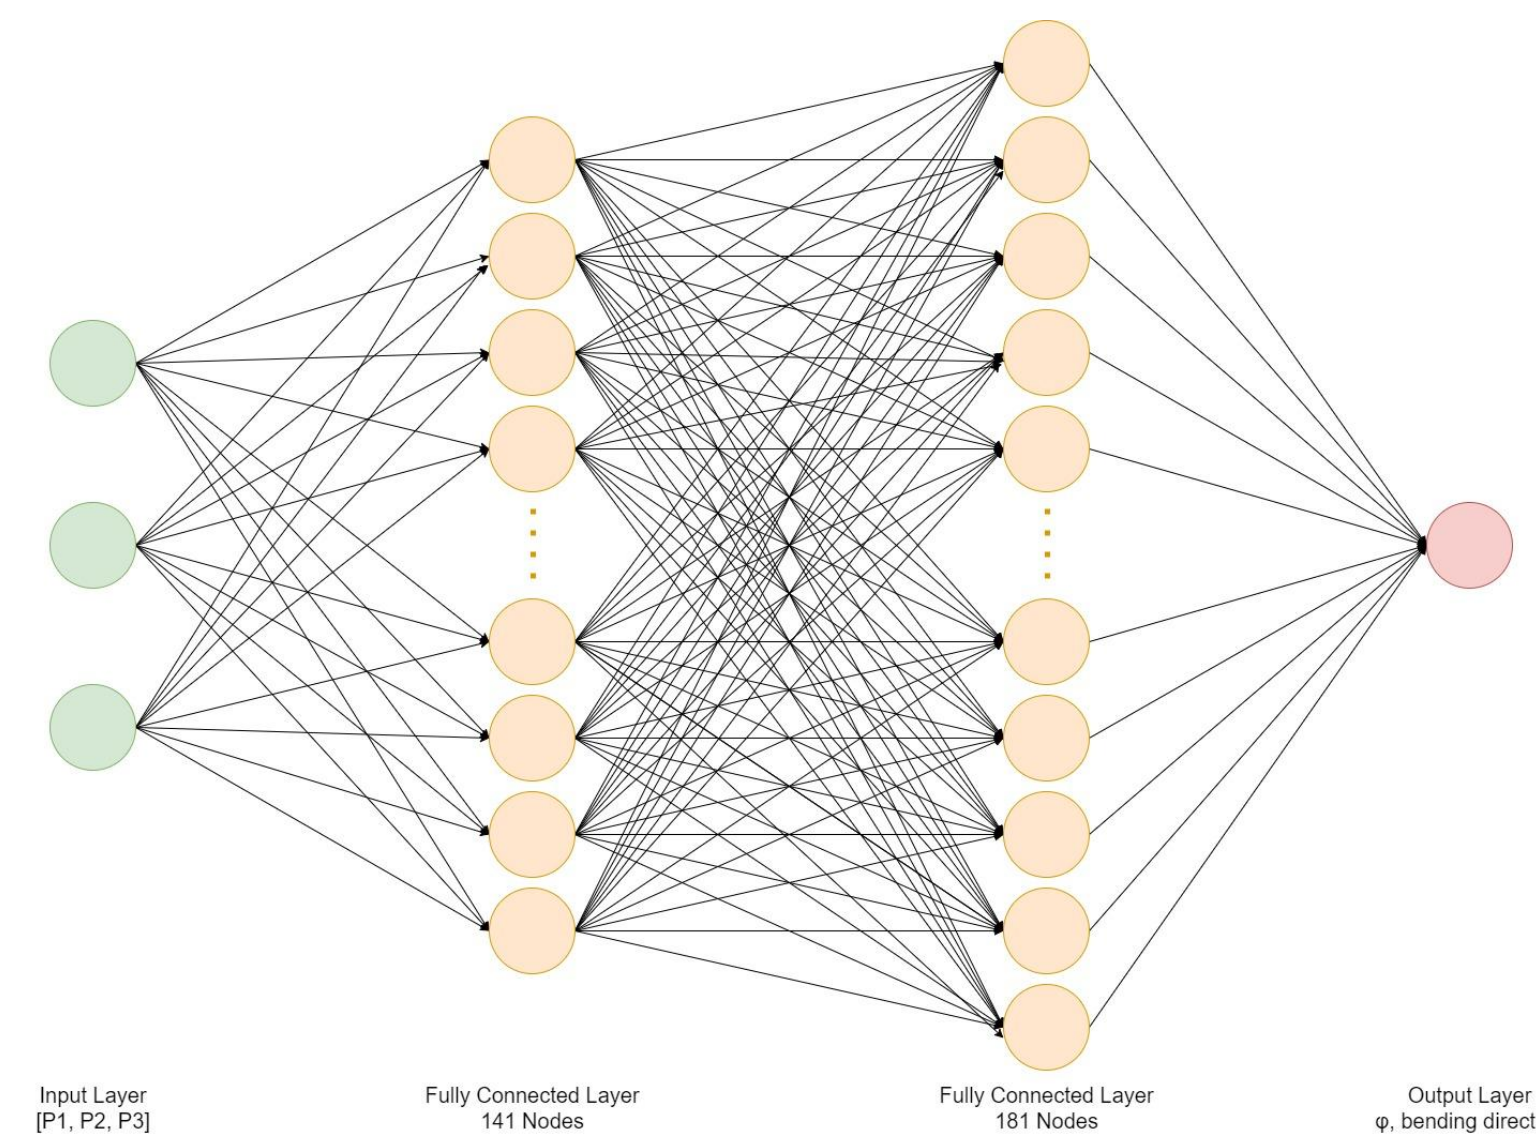 Input Layer
[P1, P2, P3]
Fully Connected Layer
141 Nodes
Fully Connected Layer
181 Nodes
Output Layer
φ, bending direct